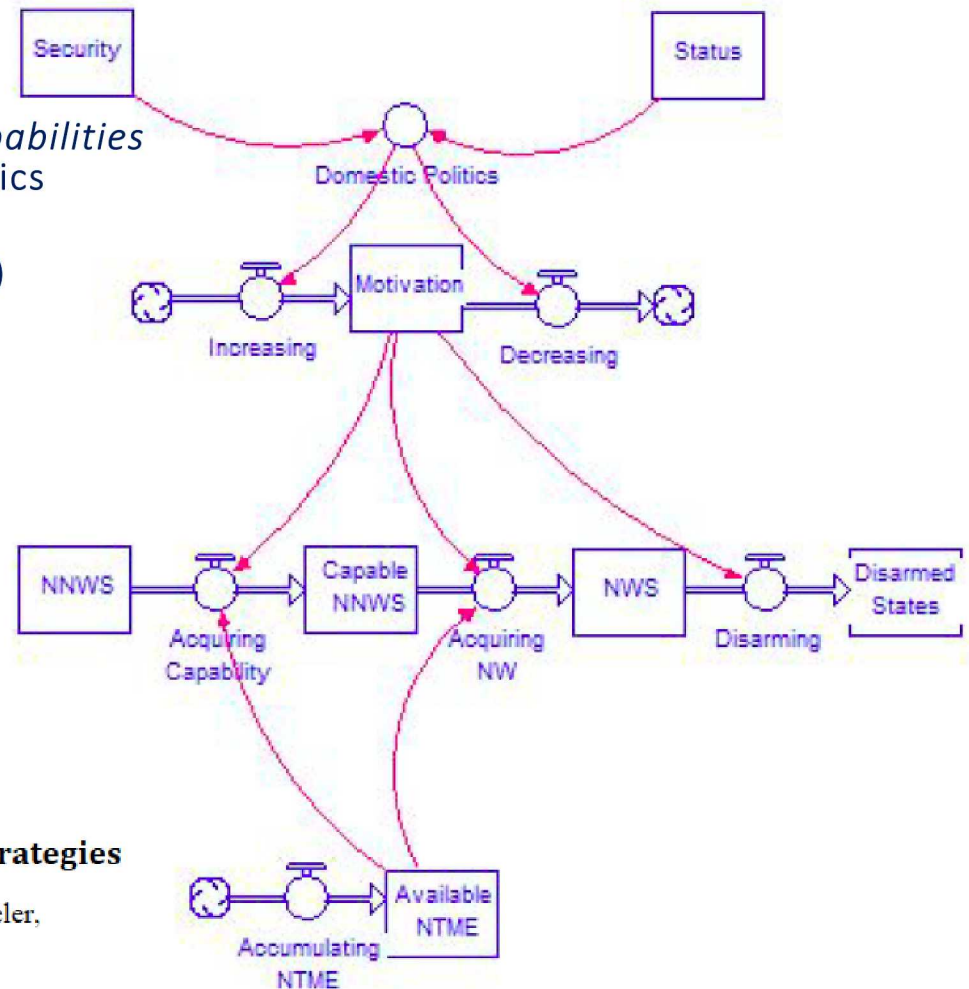 Security
Status
pabilities
ics
Domestic Politics
)
Motivation
Increasing
Decreasing
NNWS
Capable
NNWS
NWS
Disarmed
States
Acquiring
Capability
Acquiring
NW
Disarming
rategies
eler,
Available
NTME
Accumulating
NTME